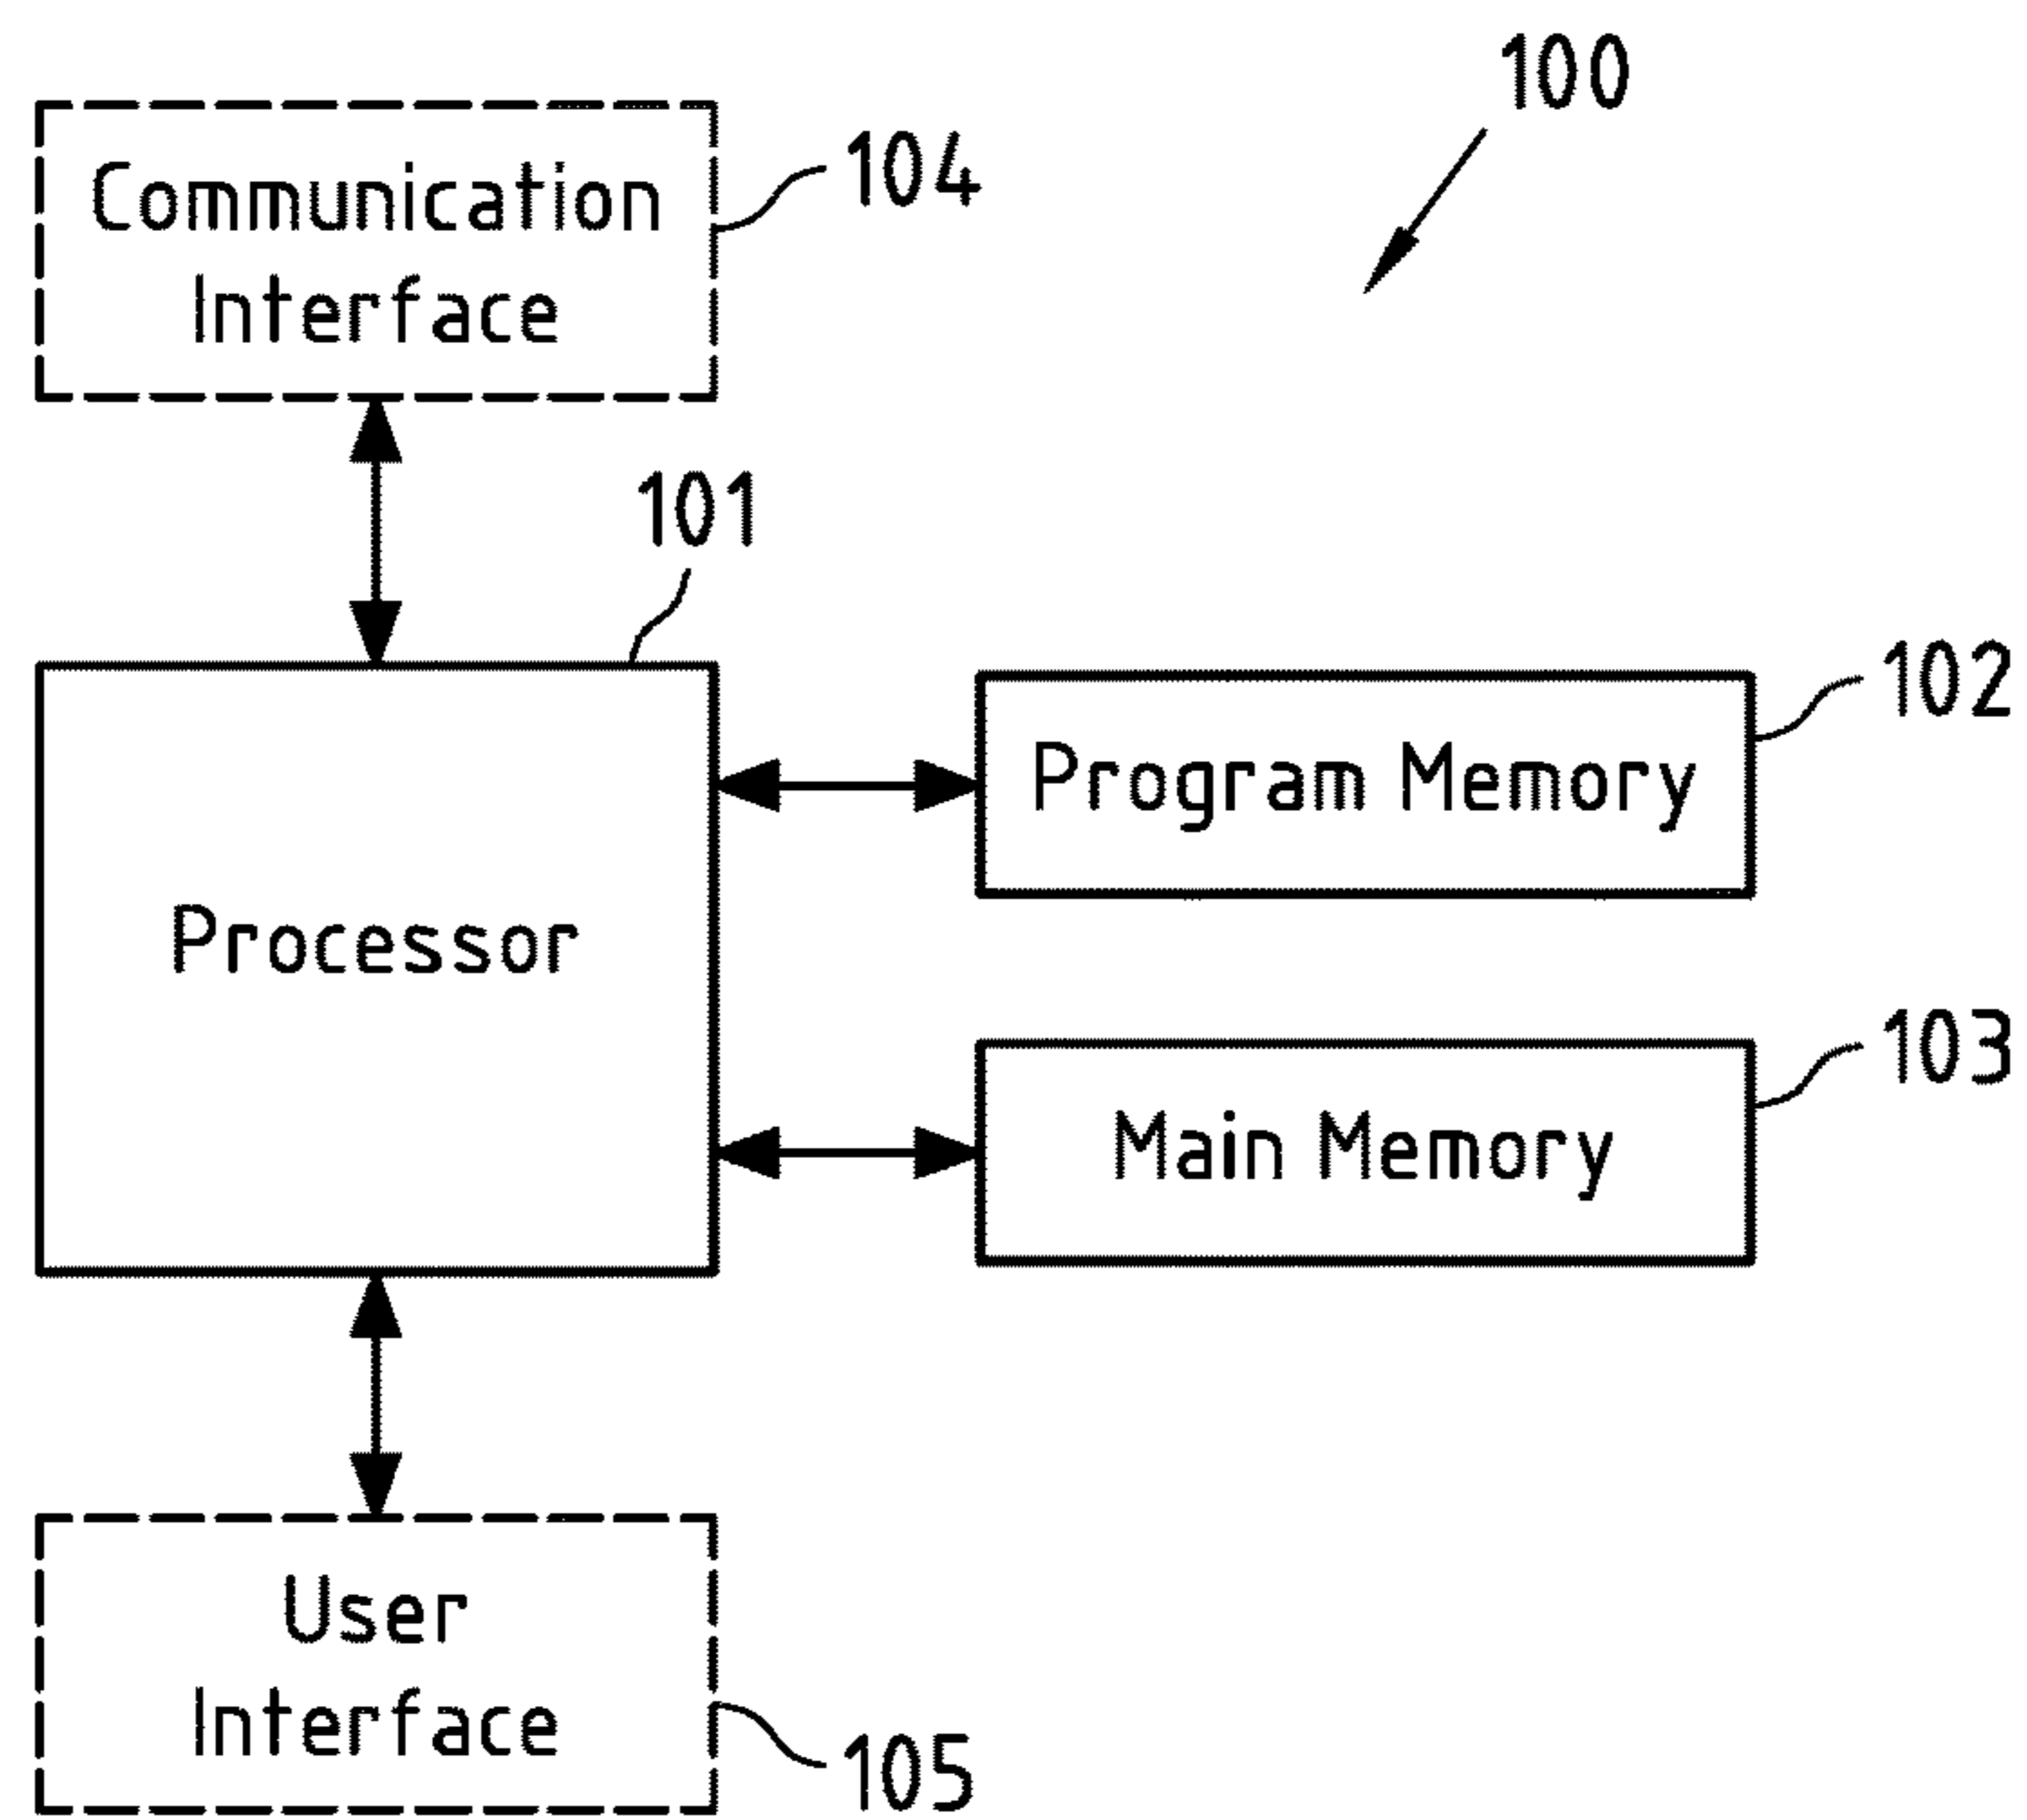 100
104
Communication
Interface
101
102
Program Memory
Processor
103
Main Memory
User
Interface
105